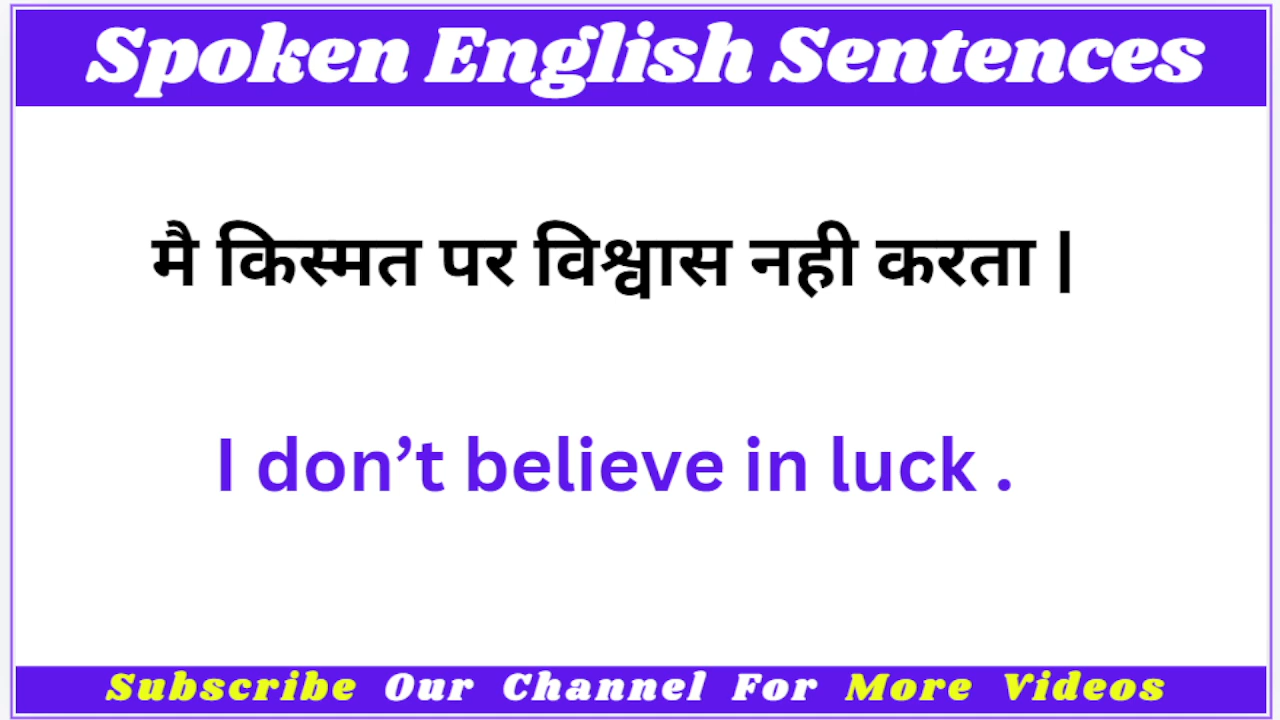 Spoken English Sentences
मै किस्मत पर विश्वास नही करता |
I don’t believe in luck .
Subscribe Our Channel For More Videos